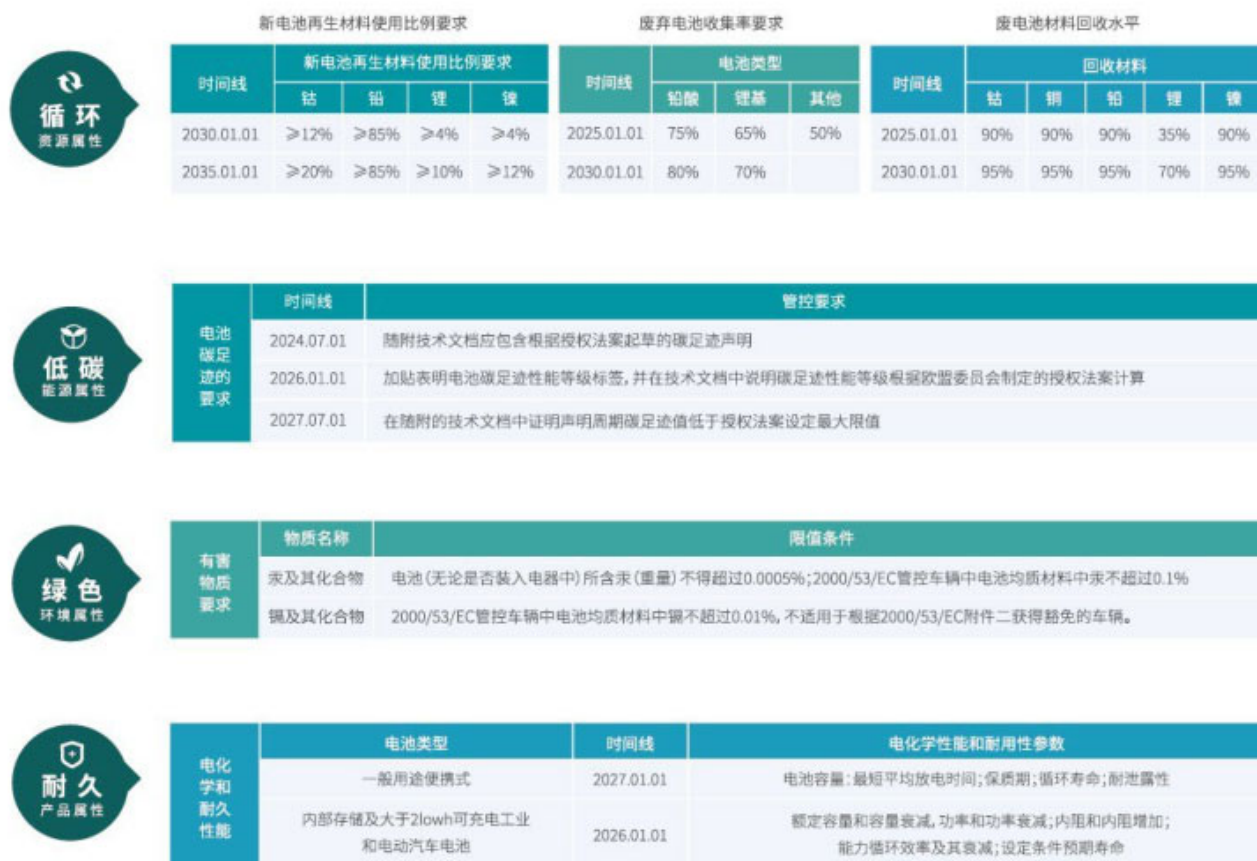 新电池再生材料使用比例要求 废弃电池收集率要求 废电池材料回收水平
循环
资源属性
时间线 新电池再生材料使用比例要求
钴 铅 锂 镍
2030.01.01 ≥12% ≥85% ≥4% ≥4%
2035.01.01 ≥20% ≥85% ≥10% ≥12%
时间线 电池类型
铅酸 锂基 其他
2025.01.01 75% 65% 50%
2030.01.01 80% 70%
时间线 回收材料
钴 铜 铅 锂 镍
2025.01.01 90% 90% 90% 35% 90%
2030.01.01 95% 95% 95% 70% 95%
低碳
能源属性
电池
碳足
迹的
要求
时间线 管控要求
2024.07.01 随附技术文档应包含根据授权法案起草的碳足迹声明
2026.01.01 加贴表明电池碳足迹性能等级标签,并在技术文档中说明碳足迹性能等级根据欧盟委员会制定的授权法案计算
2027.07.01 在随附的技术文档中证明声明周期碳足迹值低于授权法案设定最大限值
绿色
环境属性
有害
物质
要求
物质名称 限值条件
汞及其化合物 电池(无论是否装入电器中)所含汞(重量)不得超过0.0005%;2000/53/EC管控车辆中电池均质材料中汞不超过0.1%
镉及其化合物 2000/53/EC管控车辆中电池均质材料中镉不超过0.01%,不适用于根据2000/53/EC附件二获得豁免的车辆。
耐久
产品属性
电化
学和
耐久
性能
电池类型 时间线 电化学性能和耐用性参数
一般用途便携式 2027.01.01 电池容量:最短平均放电时间;保质期;循环寿命;耐泄露性
内部存储及大于2lowh可充电工业
和电动汽车电池
2026.01.01
额定容量和容量衰减,功率和功率衰减;内阻和内阻增加;
能力循环效率及其衰减;设定条件预期寿命